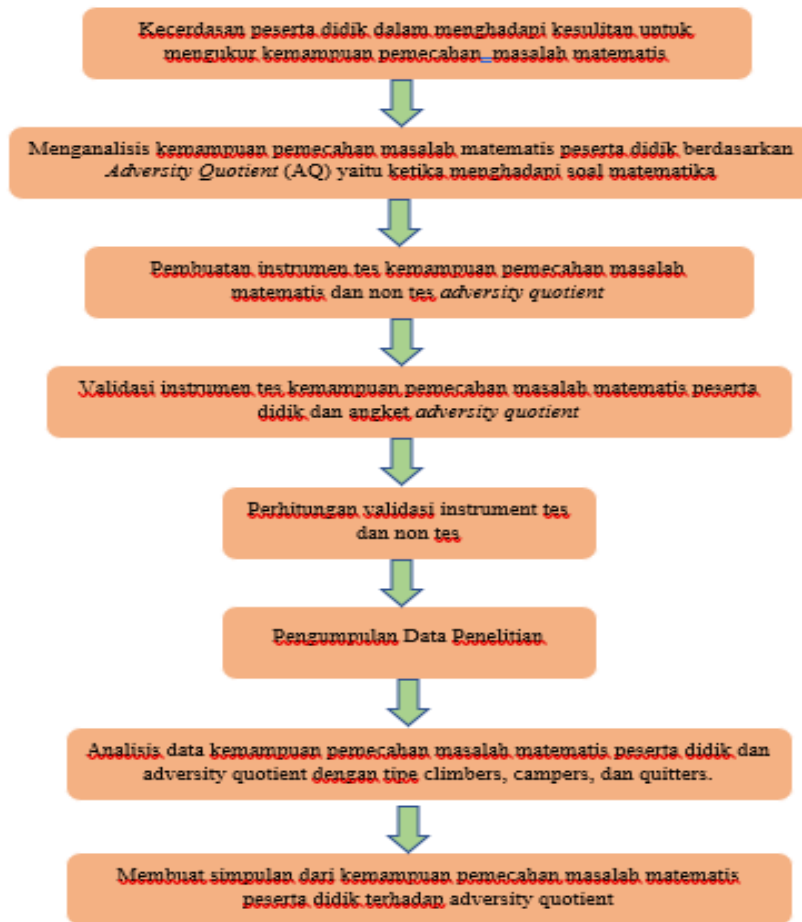 Kecerdasan peserta didik dalam menghadapi kesulitan untuk
mengukur kemampuan pemecahan masalah matematis
Menganalisis kemampuan pemecahan masalah matematis peserta didik berdasarkan
Adversity Quotient (AQ) yaitu ketika menghadapi soal matematika
Pembuatan instrumen tes kemampuan pemecahan masalah
matematis dan non tes adversity quotient
Validasi instrumen tes kemampuan pemecahan masalah matematis peserta
didik dan angket adversity quotient
Perhitungan validasi instrument tes
dan non tes
Pengumpulan Data Penelitian
Analisis data kemampuan pemecahan masalah matematis peserta didik dan
adversity quotient dengan tipe climbers, campers, dan quitters.
Membuat simpulan dari kemampuan pemecahan masalah matematis
peserta didik terhadap adversity quotient